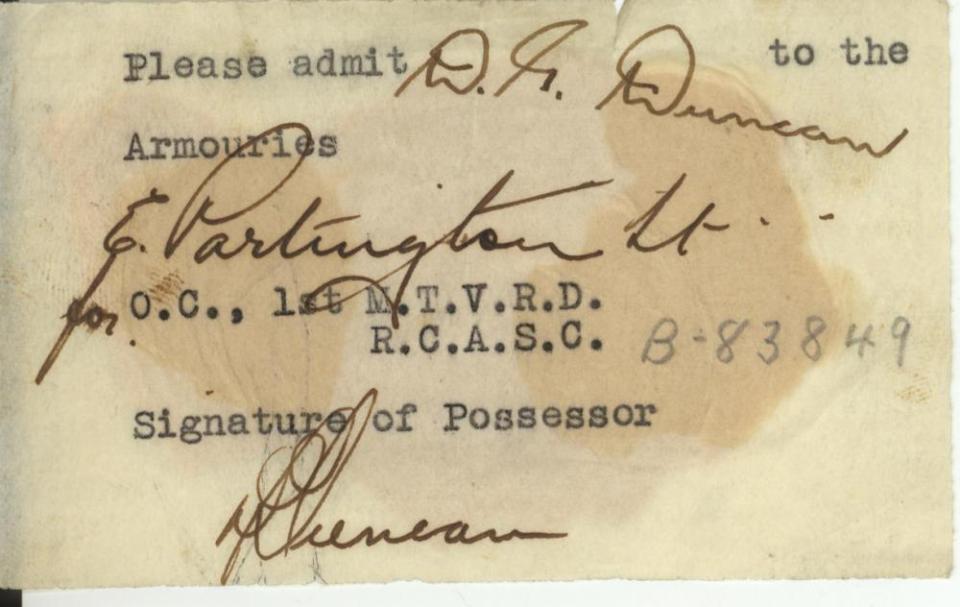 Please admit D. G. Duncan to the
Armouries
E. Partington Lt.
for O.C., 1st M.T.V.R.D.
R.C.A.S.C. B-83849
Signature of Possessor
Duncan